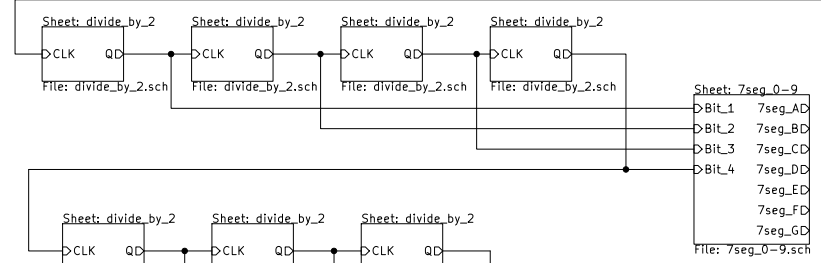 Sheet: divide_by_2 Sheet: divide_by_2 Sheet: divide_by_2 Sheet: divide_by_2
CLK Q CLK Q CLK Q CLK Q
File: divide_by_2.sch File: divide_by_2.sch File: divide_by_2.sch File: divide_by_2.sch
Sheet: 7seg_0-9
Bit_1 7seg_A
Bit_2 7seg_B
Bit_3 7seg_C
Bit_4 7seg_D
7seg_E
7seg_F
7seg_G
File: 7seg_0-9.sch
Sheet: divide_by_2 Sheet: divide_by_2 Sheet: divide_by_2
CLK Q CLK Q CLK Q